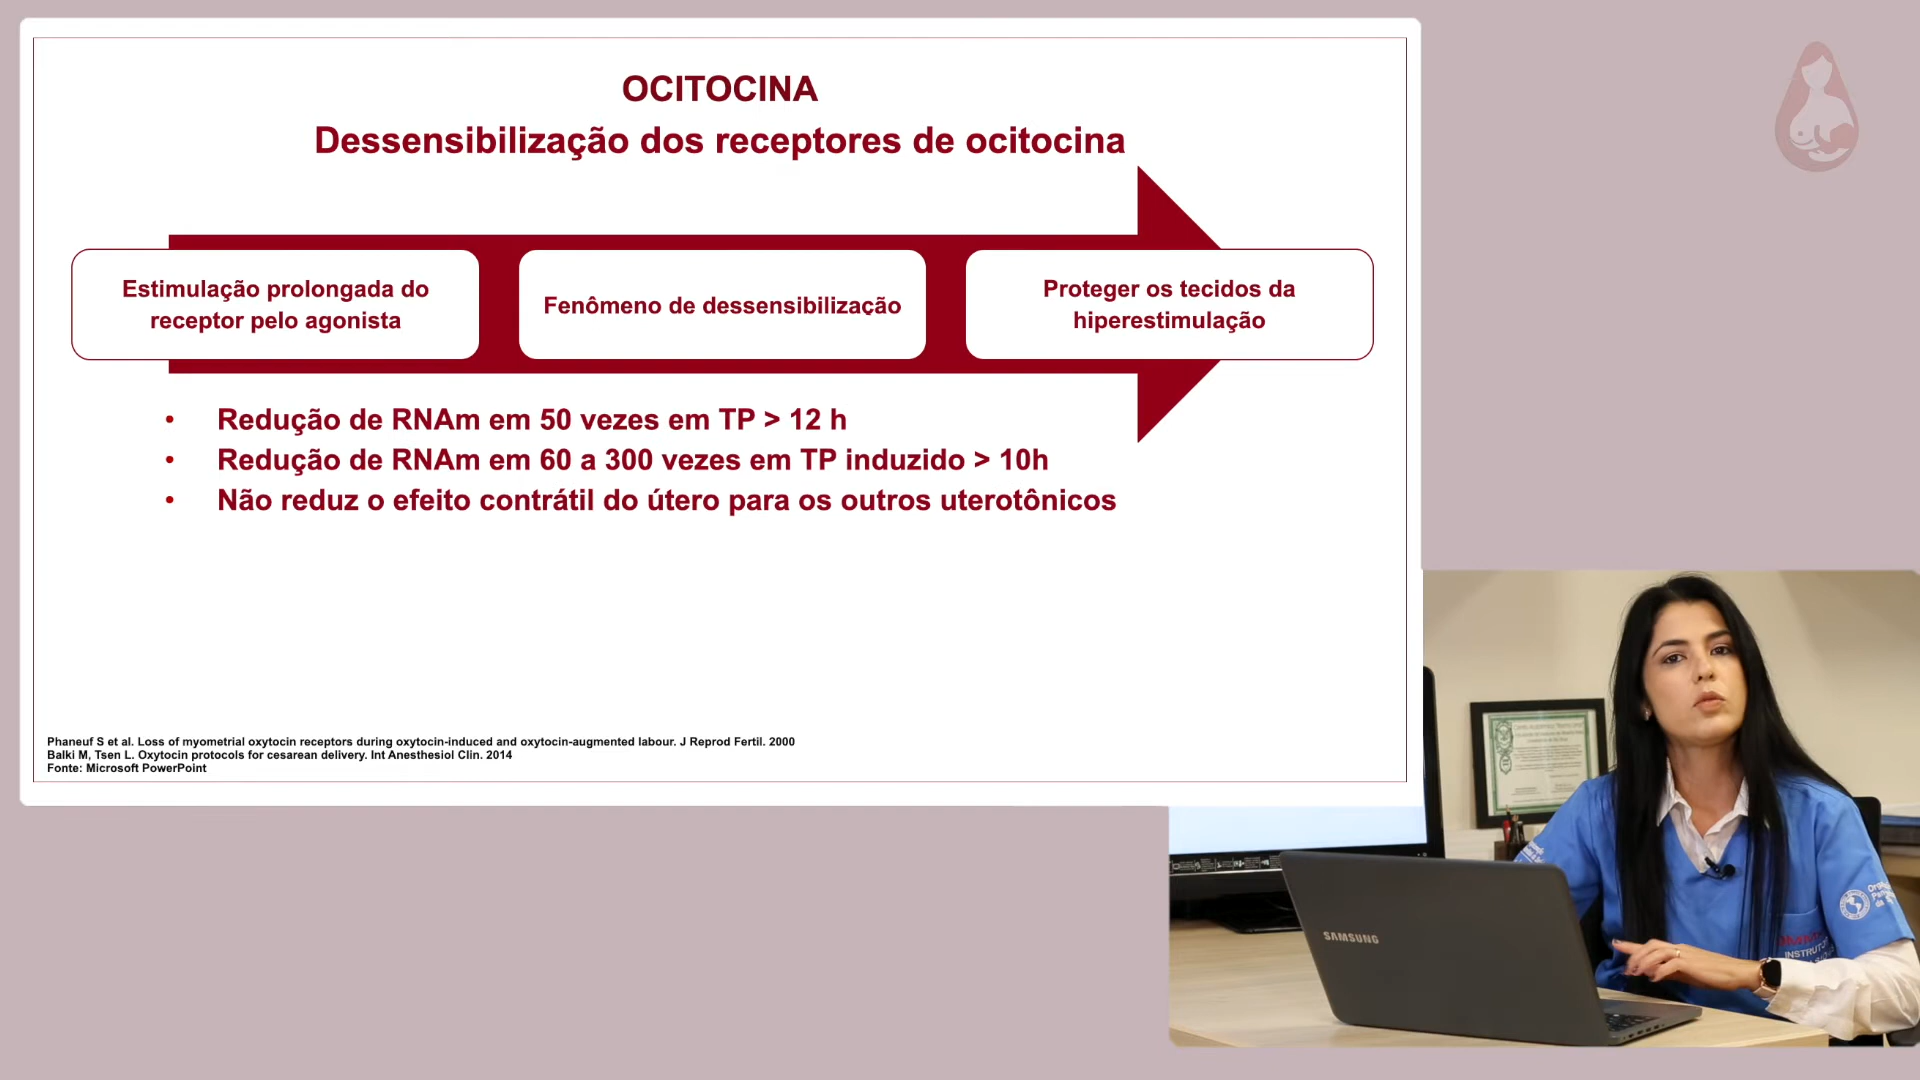 OCITOCINA
Dessensibilização dos receptores de ocitocina
Estimulação prolongada do
receptor pelo agonista
Fenômeno de dessensibilização
Proteger os tecidos da
hiperestimulação
• Redução de RNAm em 50 vezes em TP > 12 h
• Redução de RNAm em 60 a 300 vezes em TP induzido > 10h
• Não reduz o efeito contrátil do útero para os outros uterotônicos
Phaneuf S et al. Loss of myometrial oxytocin receptors during oxytocin-induced and oxytocin-augmented labour. J Reprod Fertil. 2000
Balki M, Tsen L. Oxytocin protocols for cesarean delivery. Int Anesthesiol Clin. 2014
Fonte: Microsoft PowerPoint
SAMSUNG